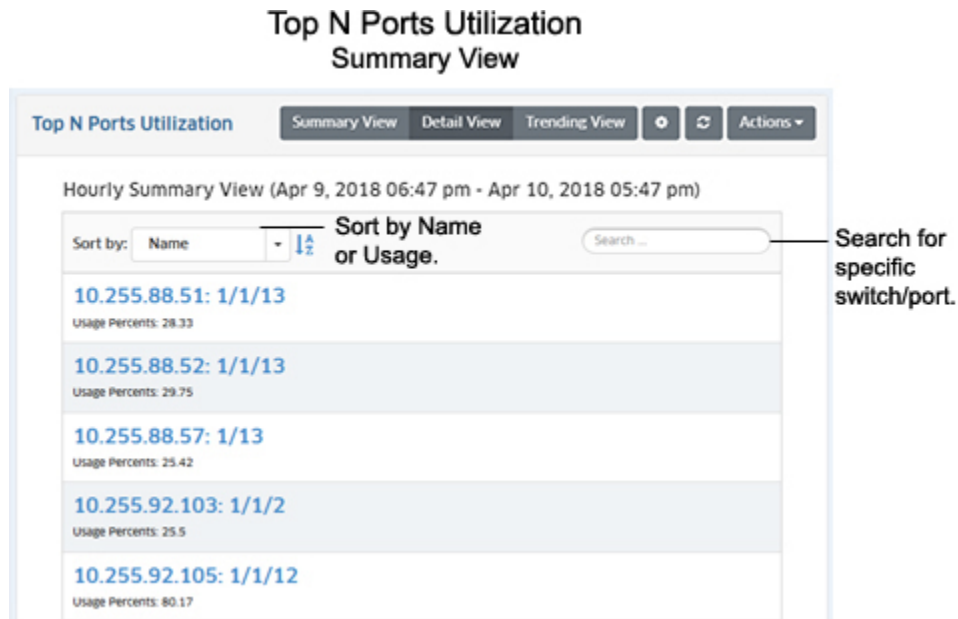 Top N Ports Utilization
Summary View
Top N Ports Utilization
Summary View Detail View Trending View Actions
Hourly Summary View (Apr 9, 2018 06:47 pm - Apr 10, 2018 05:47 pm)
Sort by: Name
Sort by Name
or Usage.
Search ...
Search for
specific
switch/port.
10.255.88.51: 1/1/13
Usage Percents: 28.33
10.255.88.52: 1/1/13
Usage Percents: 29.75
10.255.88.57: 1/13
Usage Percents: 25.42
10.255.92.103: 1/1/2
Usage Percents: 25.5
10.255.92.105: 1/1/12
Usage Percents: 80.17